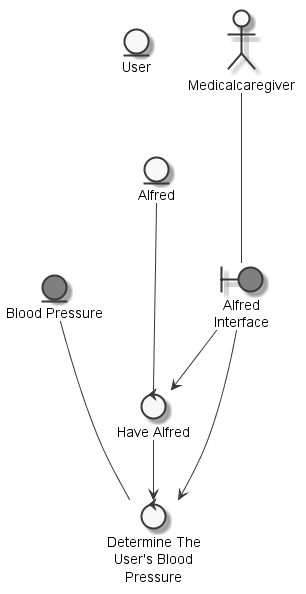 User
Medicalcaregiver
Alfred
Blood Pressure
Alfred
Interface
Have Alfred
Determine The
User's Blood
Pressure